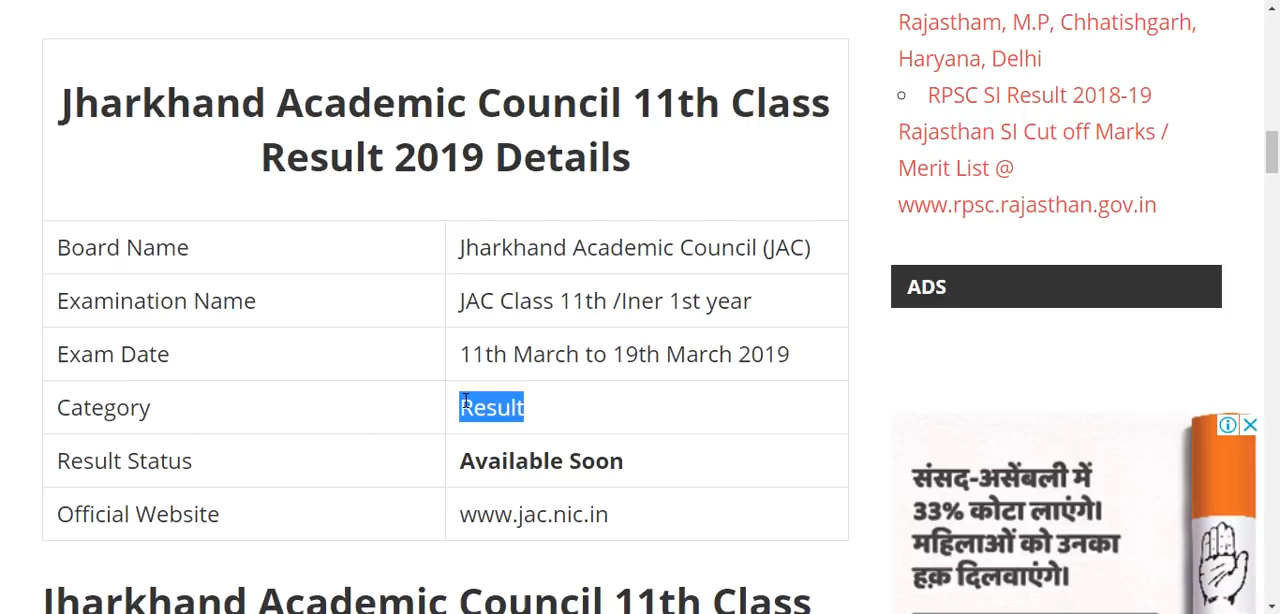 Jharkhand Academic Council 11th Class
Result 2019 Details
Board Name
Jharkhand Academic Council (JAC)
Examination Name
JAC Class 11th /Iner 1st year
Exam Date
11th March to 19th March 2019
Category
Result
Result Status
Available Soon
Official Website
www.jac.nic.in
Jharkhand Academic Council 11th Class
Rajastham, M.P, Chhatishgarh,
Haryana, Delhi
RPSC SI Result 2018-19
Rajasthan SI Cut off Marks /
Merit List @
www.rpsc.rajasthan.gov.in
ADS
संसद-असेंबली में
33% कोटा लाएंगे।
महिलाओं को उनका
हक़ दिलवाएंगे।